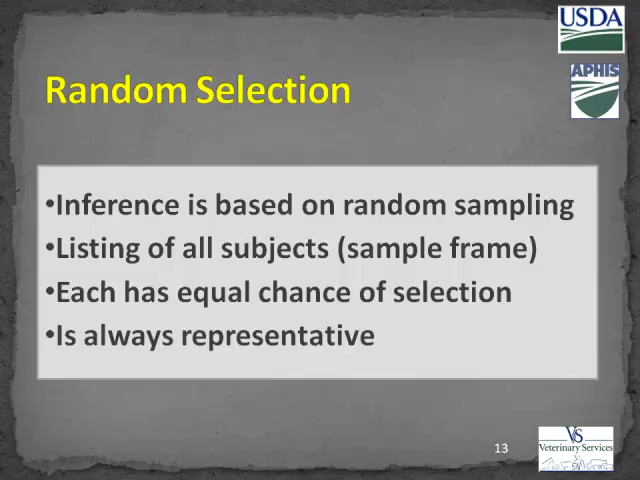 USDA
APHIS
Random Selection
•Inference is based on random sampling
•Listing of all subjects (sample frame)
•Each has equal chance of selection
•Is always representative
13
VS
Veterinary Services